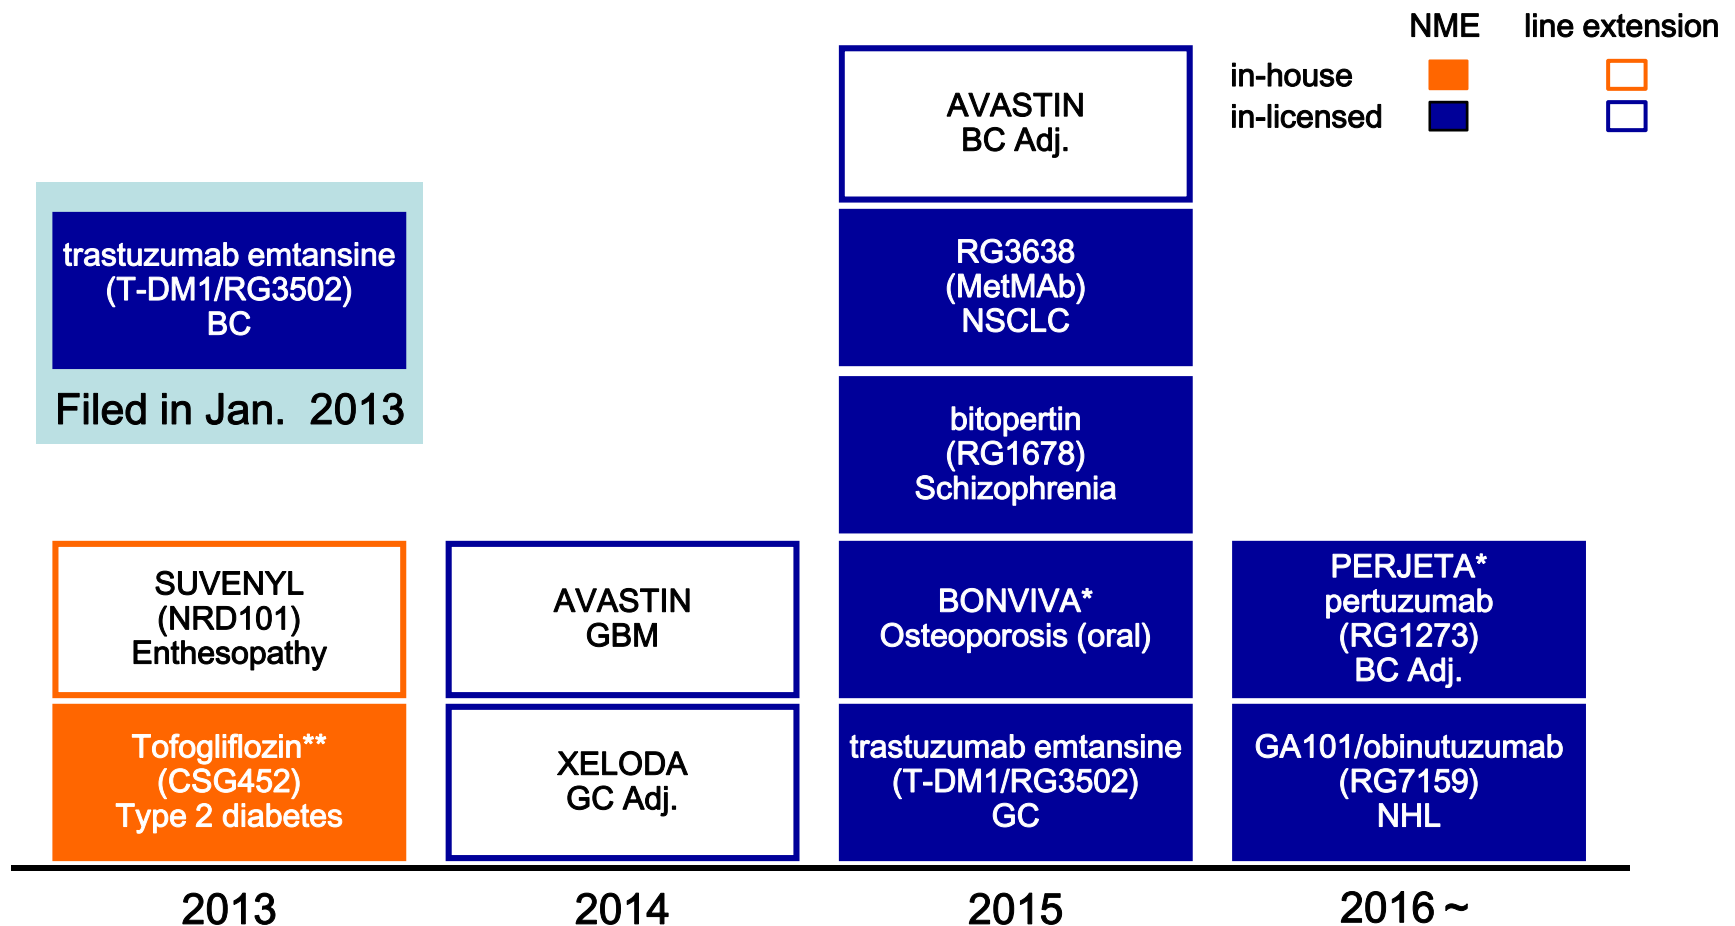 NME line extension
in-house
in-licensed
trastuzumab emtansine
(T-DM1/RG3502)
BC
Filed in Jan. 2013
SUVENYL
(NRD101)
Enthesopathy
Tofogliflozin**
(CSG452)
Type 2 diabetes
AVASTIN
GBM
XELODA
GC Adj.
AVASTIN
BC Adj.
RG3638
(MetMAb)
NSCLC
bitopertin
(RG1678)
Schizophrenia
BONVIVA*
Osteoporosis (oral)
trastuzumab emtansine
(T-DM1/RG3502)
GC
PERJETA*
pertuzumab
(RG1273)
BC Adj.
GA101/obinutuzumab
(RG7159)
NHL
2013 2014 2015 2016 ~